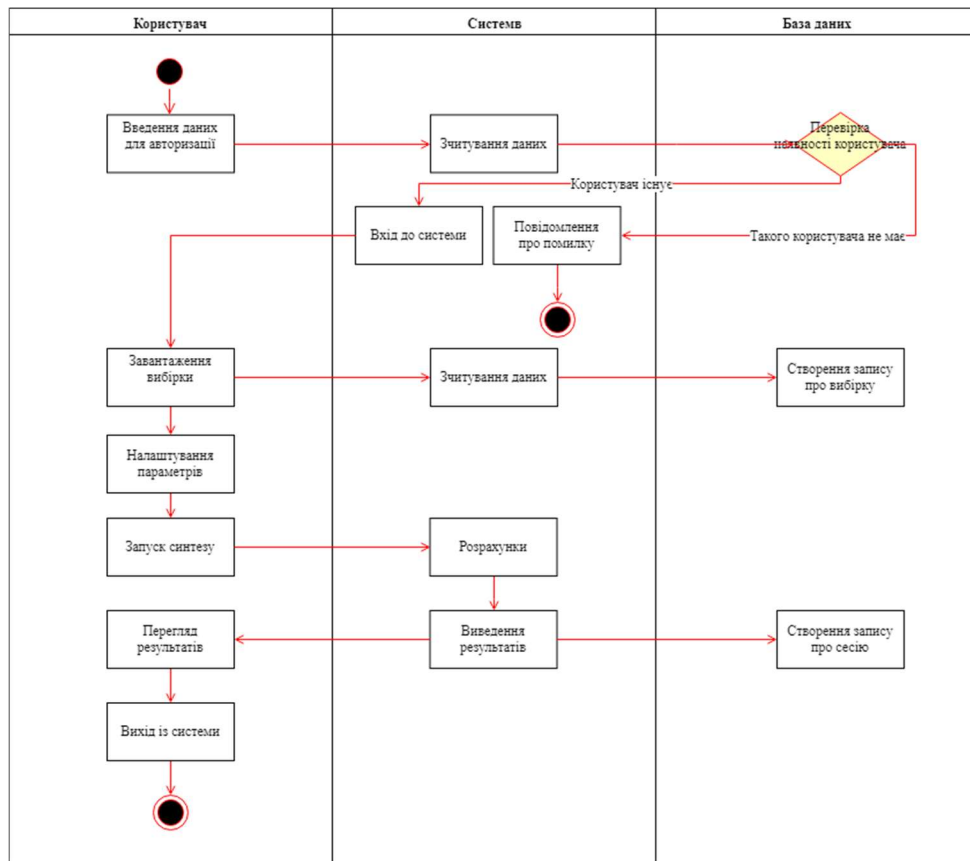 Користувач
Системв
База даних
Введення даних
для авторизації
Зчитування даних
Перевірка
наявності користувача
Користувач існує
Вхід до системи
Повідомлення
про помилку
Такого користувача не має
Завантаження
вибірки
Зчитування даних
Створення запису
про вибірку
Налаштування
параметрів
Запуск синтезу
Розрахунки
Перегляд
результатів
Виведення
результатів
Створення запису
про сесію
Вихід із системи